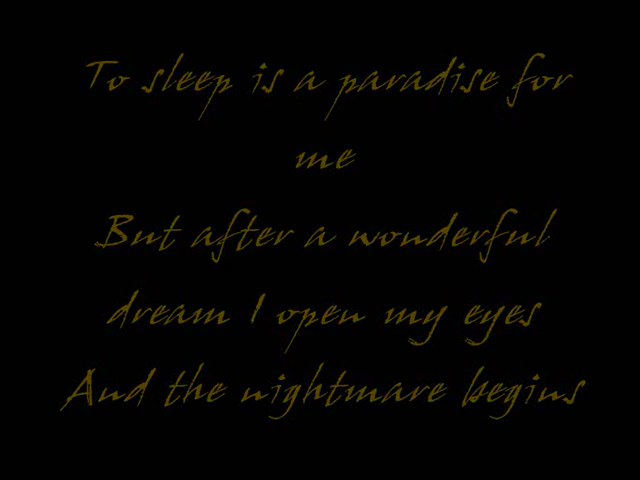 To sleep is a paradise for
me
But after a wonderful
dream I open my eyes
And the nightmare begins